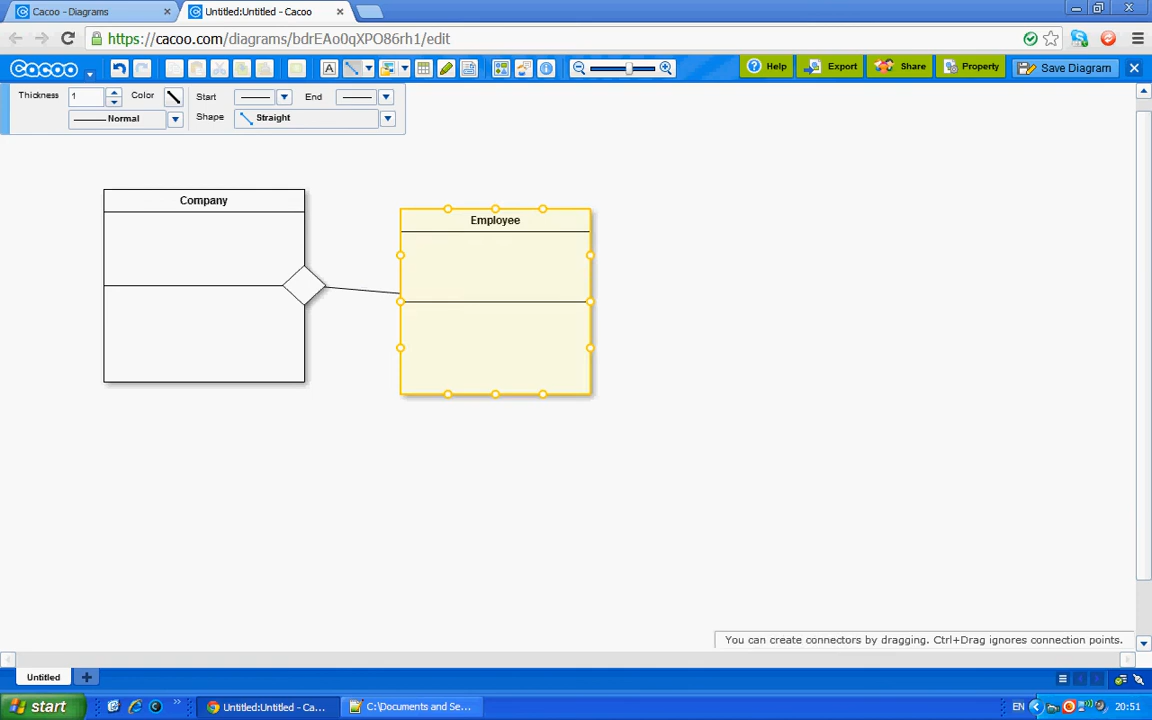 Cacoo - Diagrams
Untitled:Untitled - Cacoo
https://cacoo.com/diagrams/bdrEAo0qXPO86rh1/edit
Cacoo
A
Help
Export
Share
Property
Save Diagram
Thickness
1
Color
Start
End
Normal
Shape
Straight
Company
Employee
You can create connectors by dragging. Ctrl+Drag ignores connection points.
Untitled
start
Untitled:Untitled - Ca...
C:\Documents and Se...
EN
20:51